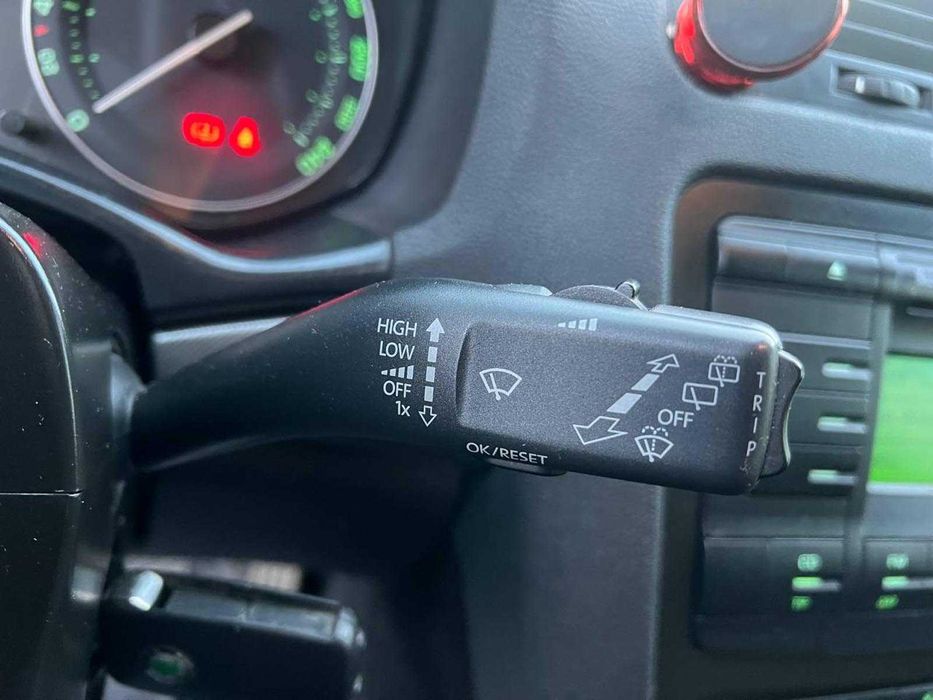 HIGH
LOW
OFF
1x
OFF
OK/RESET
TRIP